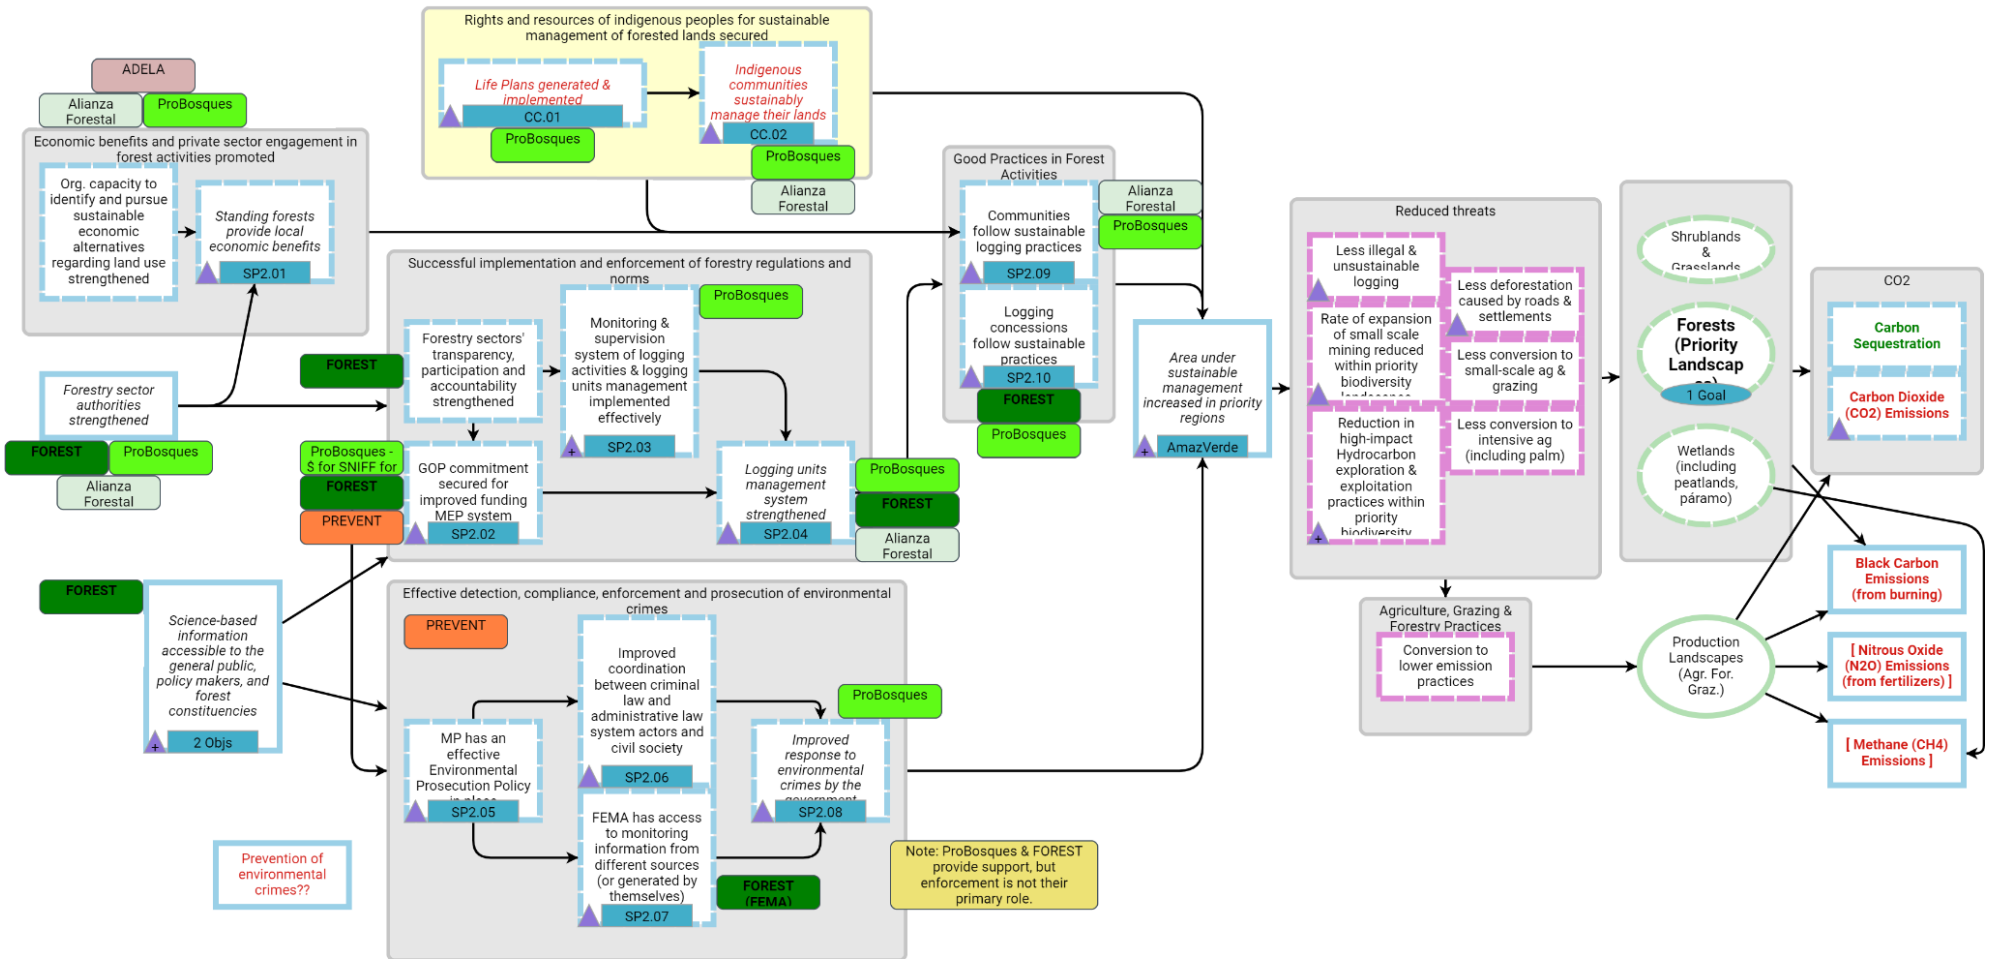 Rights and resources of indigenous peoples for sustainable
management of forested lands secured
Life Plans generated &
implemented
CC.01
ProBosques
Indigenous
communities
sustainably
manage their lands
CC.02
ProBosques
Alianza
Forestal
ADELA
Alianza
Forestal
ProBosques
Economic benefits and private sector engagement in
forest activities promoted
Org. capacity to
identify and pursue
sustainable
economic
alternatives
regarding land use
strengthened
Standing forests
provide local
economic benefits
SP2.01
Forestry sector
authorities
strengthened
FOREST
ProBosques
Alianza
Forestal
Successful implementation and enforcement of forestry regulations and
norms
ProBosques
FOREST
Forestry sectors'
transparency,
participation and
accountability
strengthened
Monitoring &
supervision
system of logging
activities & logging
units management
implemented
effectively
SP2.03
ProBosques -
$ for SNIFF for
FOREST
PREVENT
GOP commitment
secured for
improved funding
MEP system
SP2.02
Logging units
management
system
strengthened
SP2.04
ProBosques
FOREST
Alianza
Forestal
Good Practices in Forest
Activities
Communities
follow sustainable
logging practices
SP2.09
Alianza
Forestal
ProBosques
Logging
concessions
follow sustainable
practices
SP2.10
FOREST
ProBosques
FOREST
Science-based
information
accessible to the
general public,
policy makers, and
forest
constituencies
2 Objs
Effective detection, compliance, enforcement and prosecution of environmental
crimes
PREVENT
MP has an
effective
Environmental
Prosecution Policy
in place
SP2.05
Improved
coordination
between criminal
law and
administrative law
system actors and
civil society
SP2.06
FEMA has access
to monitoring
information from
different sources
(or generated by
themselves)
SP2.07
FOREST
(FEMA)
ProBosques
Improved
response to
environmental
crimes by the
government
SP2.08
Prevention of
environmental
crimes??
Note: ProBosques & FOREST
provide support, but
enforcement is not their
primary role.
Area under
sustainable
management
increased in priority
regions
AmazVerde
Reduced threats
Less illegal &
unsustainable
logging
Rate of expansion
of small scale
mining reduced
within priority
biodiversity
landscapes
Reduction in
high-impact
Hydrocarbon
exploration &
exploitation
practices within
priority
biodiversity
Less deforestation
caused by roads &
settlements
Less conversion to
small-scale ag &
grazing
Less conversion to
intensive ag
(including palm)
Agriculture, Grazing &
Forestry Practices
Conversion to
lower emission
practices
Shrublands
&
Grasslands
Forests
(Priority
Landscap
es)
1 Goal
Wetlands
(including
peatlands,
páramo)
Production
Landscapes
(Agr. For.
Graz.)
CO2
Carbon
Sequestration
Carbon Dioxide
(CO2) Emissions
Black Carbon
Emissions
(from burning)
[ Nitrous Oxide
(N2O) Emissions
(from fertilizers) ]
[ Methane (CH4)
Emissions ]